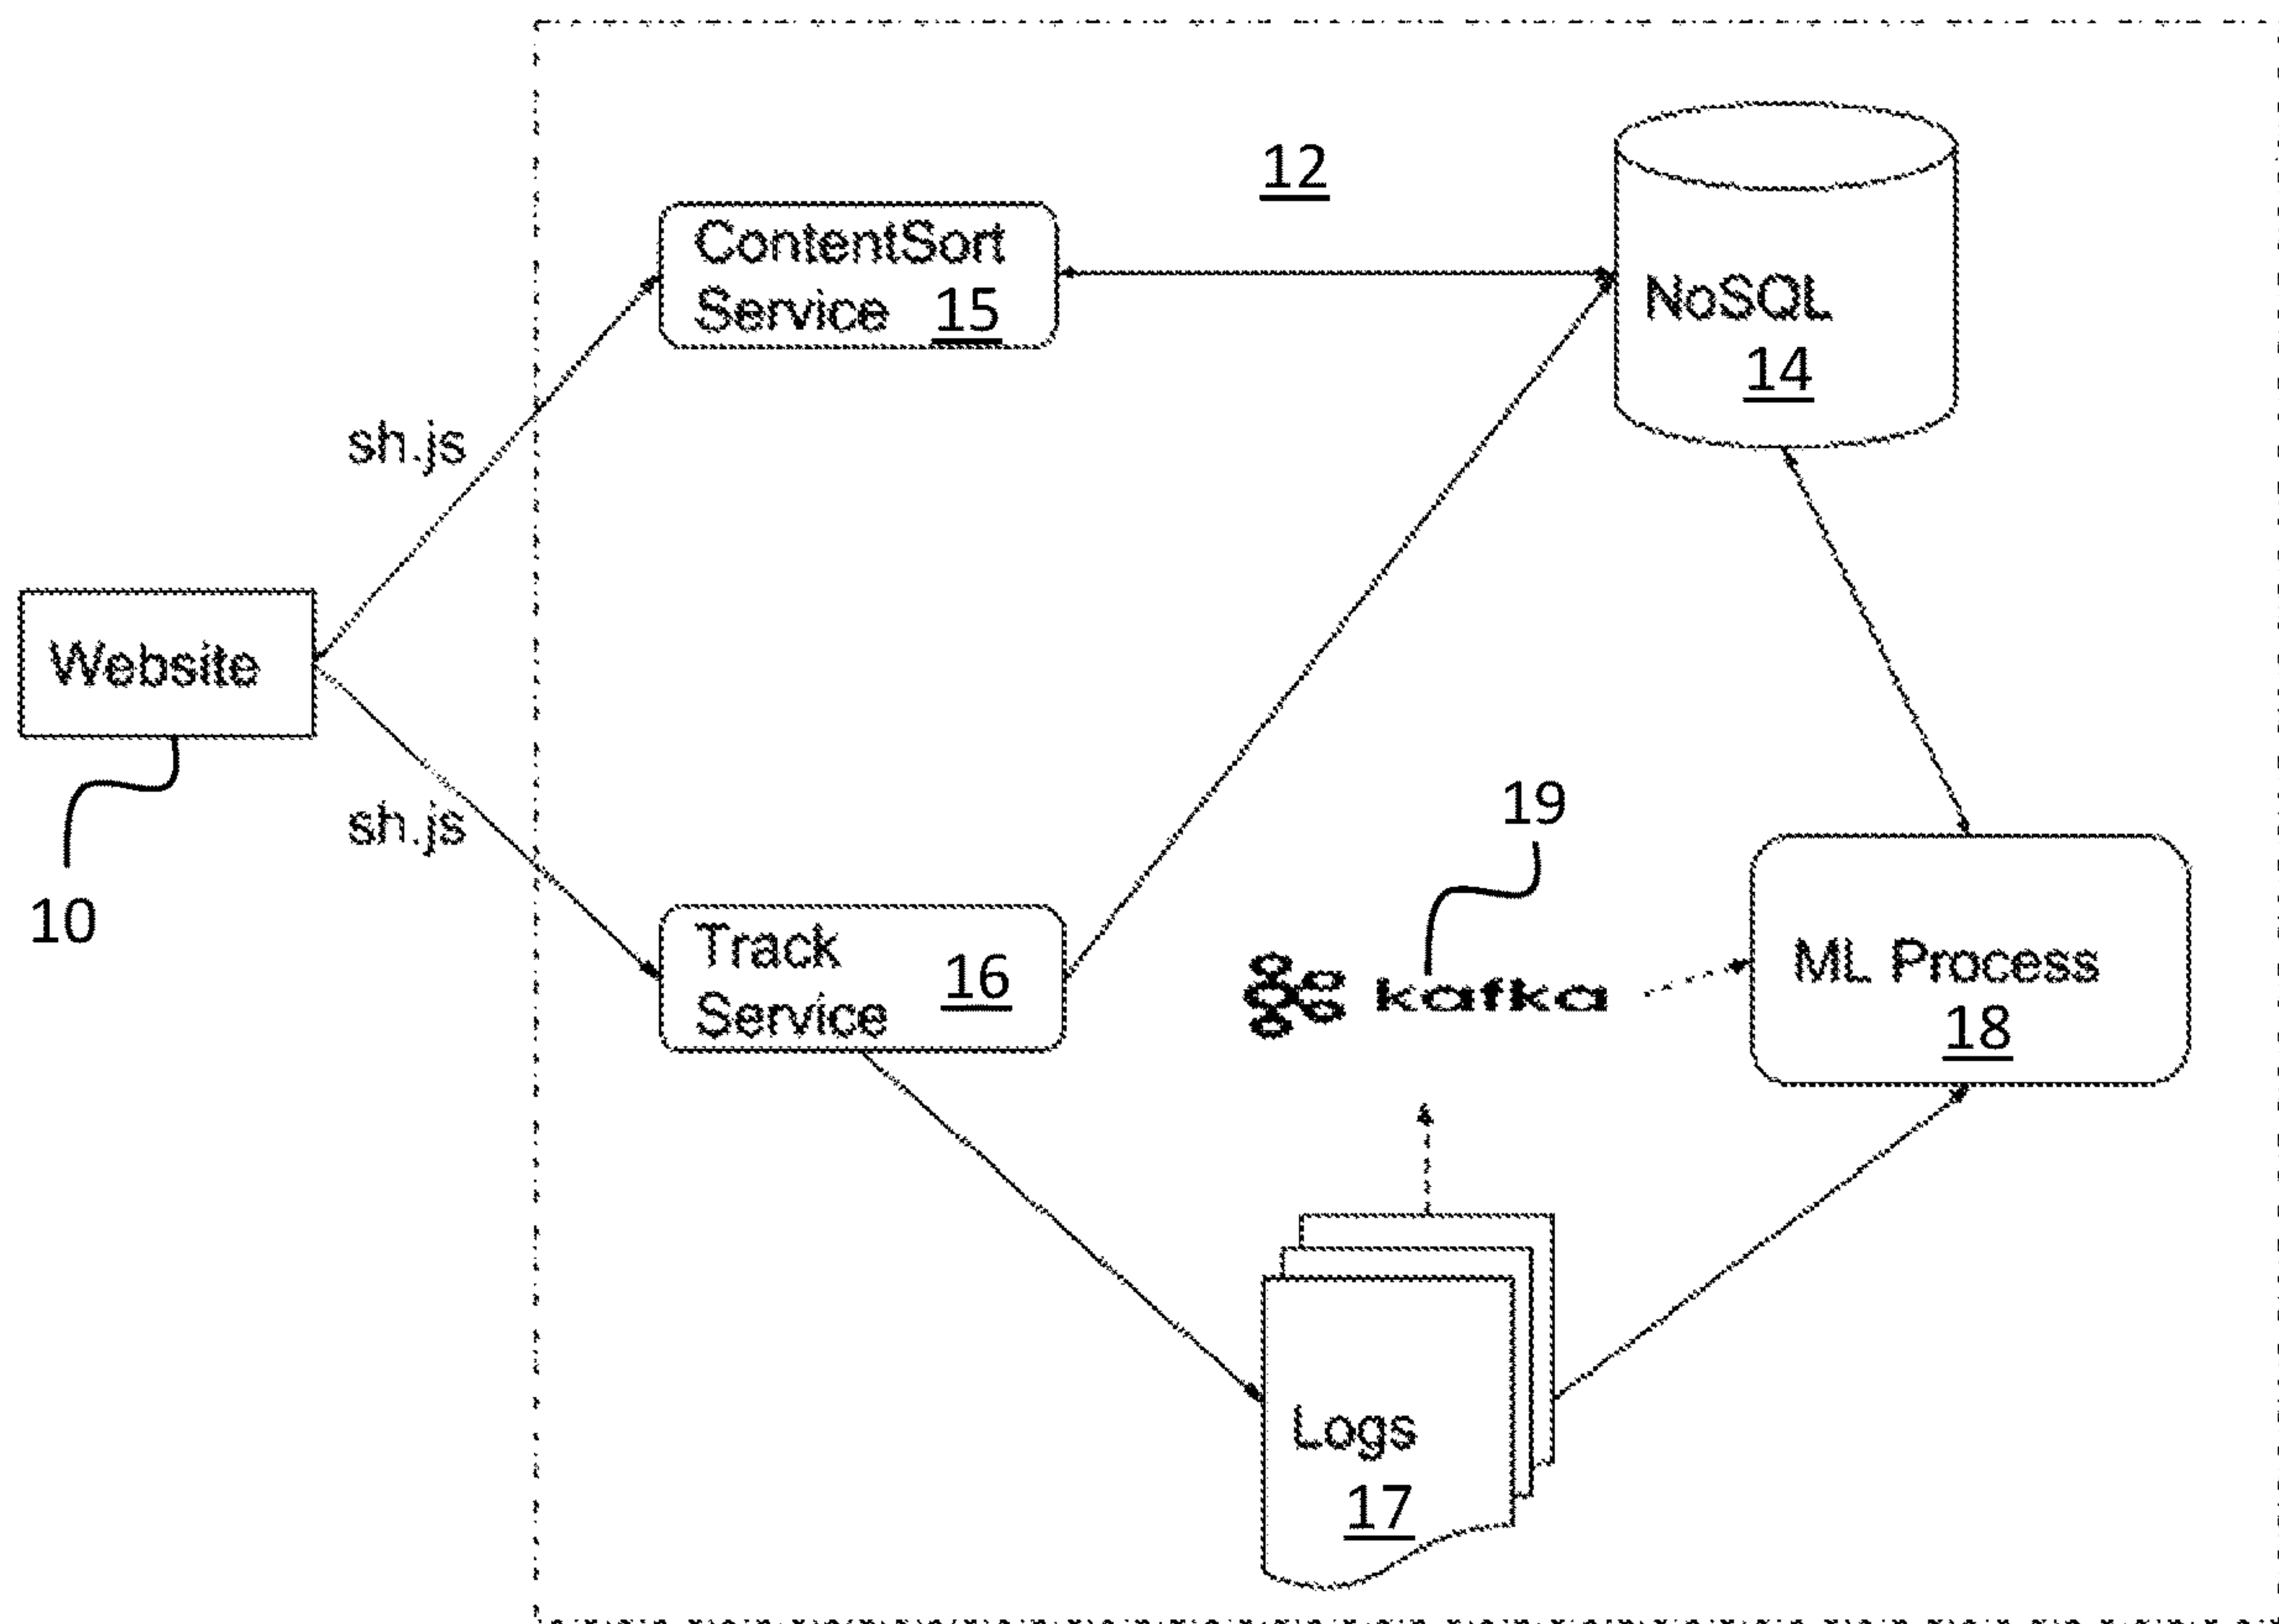 12
ContentSort
Service 15
NoSQL
14
sh.js
Website
sh.js
10
19
Track
Service 16
kafka
ML Process
18
Logs
17